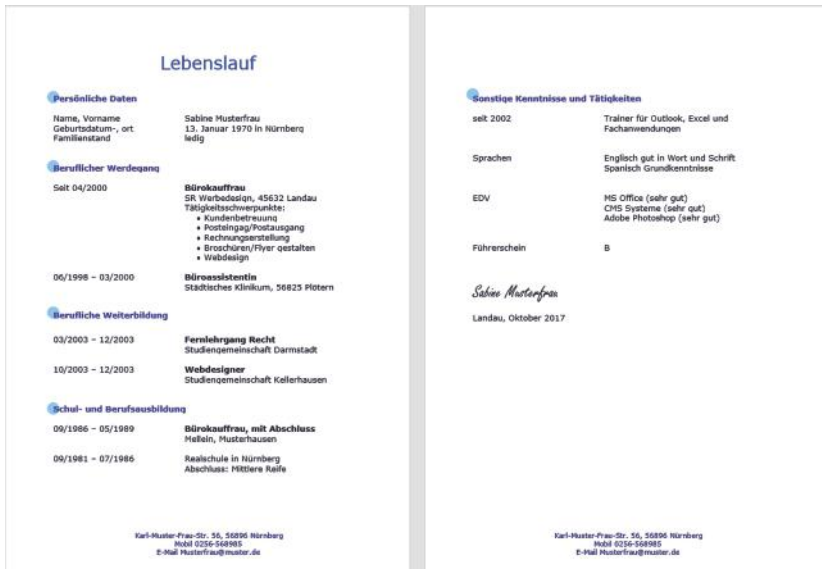 Lebenslauf
Persönliche Daten
Name, Vorname Sabine Musterfrau
Geburtsdatum-, ort 13. Januar 1970 in Nürnberg
Familienstand ledig
Beruflicher Werdegang
Seit 04/2000 Bürokauffrau
SR Werbedesign, 45632 Landau
Tätigkeitsschwerpunkte:
• Kundenbetreuung
• Posteingag/Postausgang
• Rechnungserstellung
• Broschüren/Flyer gestalten
• Webdesign
06/1998 – 03/2000 Büroassistentin
Städtisches Klinikum, 56825 Plötern
Berufliche Weiterbildung
03/2003 – 12/2003 Fernlehrgang Recht
Studiengemeinschaft Darmstadt
10/2003 – 12/2003 Webdesigner
Studiengemeinschaft Kellerhausen
Schul- und Berufsausbildung
09/1986 – 05/1989 Bürokauffrau, mit Abschluss
Mellein, Musterhausen
09/1981 – 07/1986 Realschule in Nürnberg
Abschluss: Mittlere Reife
Karl-Muster-Frau-Str. 56, 56896 Nürnberg
Mobil 0256-568985
E-Mail Musterfrau@muster.de
Sonstige Kenntnisse und Tätigkeiten
seit 2002 Trainer für Outlook, Excel und
Fachanwendungen
Sprachen Englisch gut in Wort und Schrift
Spanisch Grundkenntnisse
EDV MS Office (sehr gut)
CMS Systeme (sehr gut)
Adobe Photoshop (sehr gut)
Führerschein B
Sabine Musterfrau
Landau, Oktober 2017
Karl-Muster-Frau-Str. 56, 56896 Nürnberg
Mobil 0256-568985
E-Mail Musterfrau@muster.de